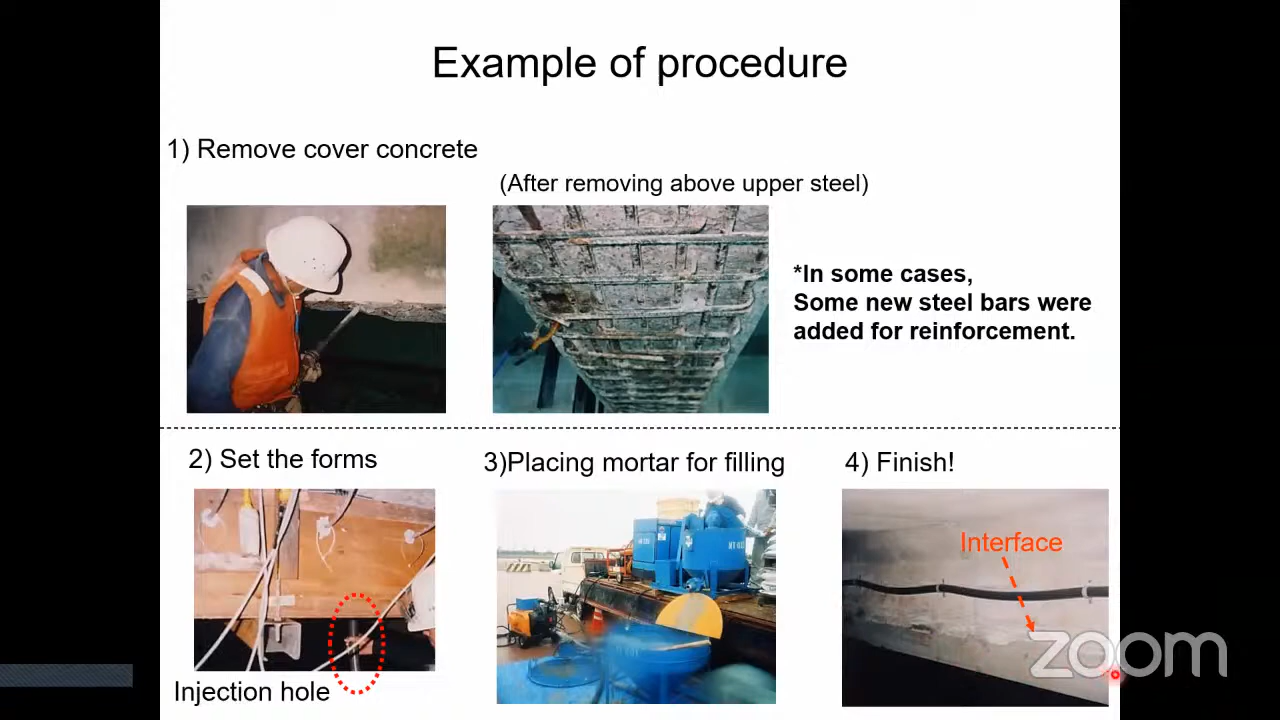 Example of procedure
1) Remove cover concrete
(After removing above upper steel)
*In some cases,
Some new steel bars were
added for reinforcement.
2) Set the forms
3)Placing mortar for filling
4) Finish!
Interface
Injection hole
zoom